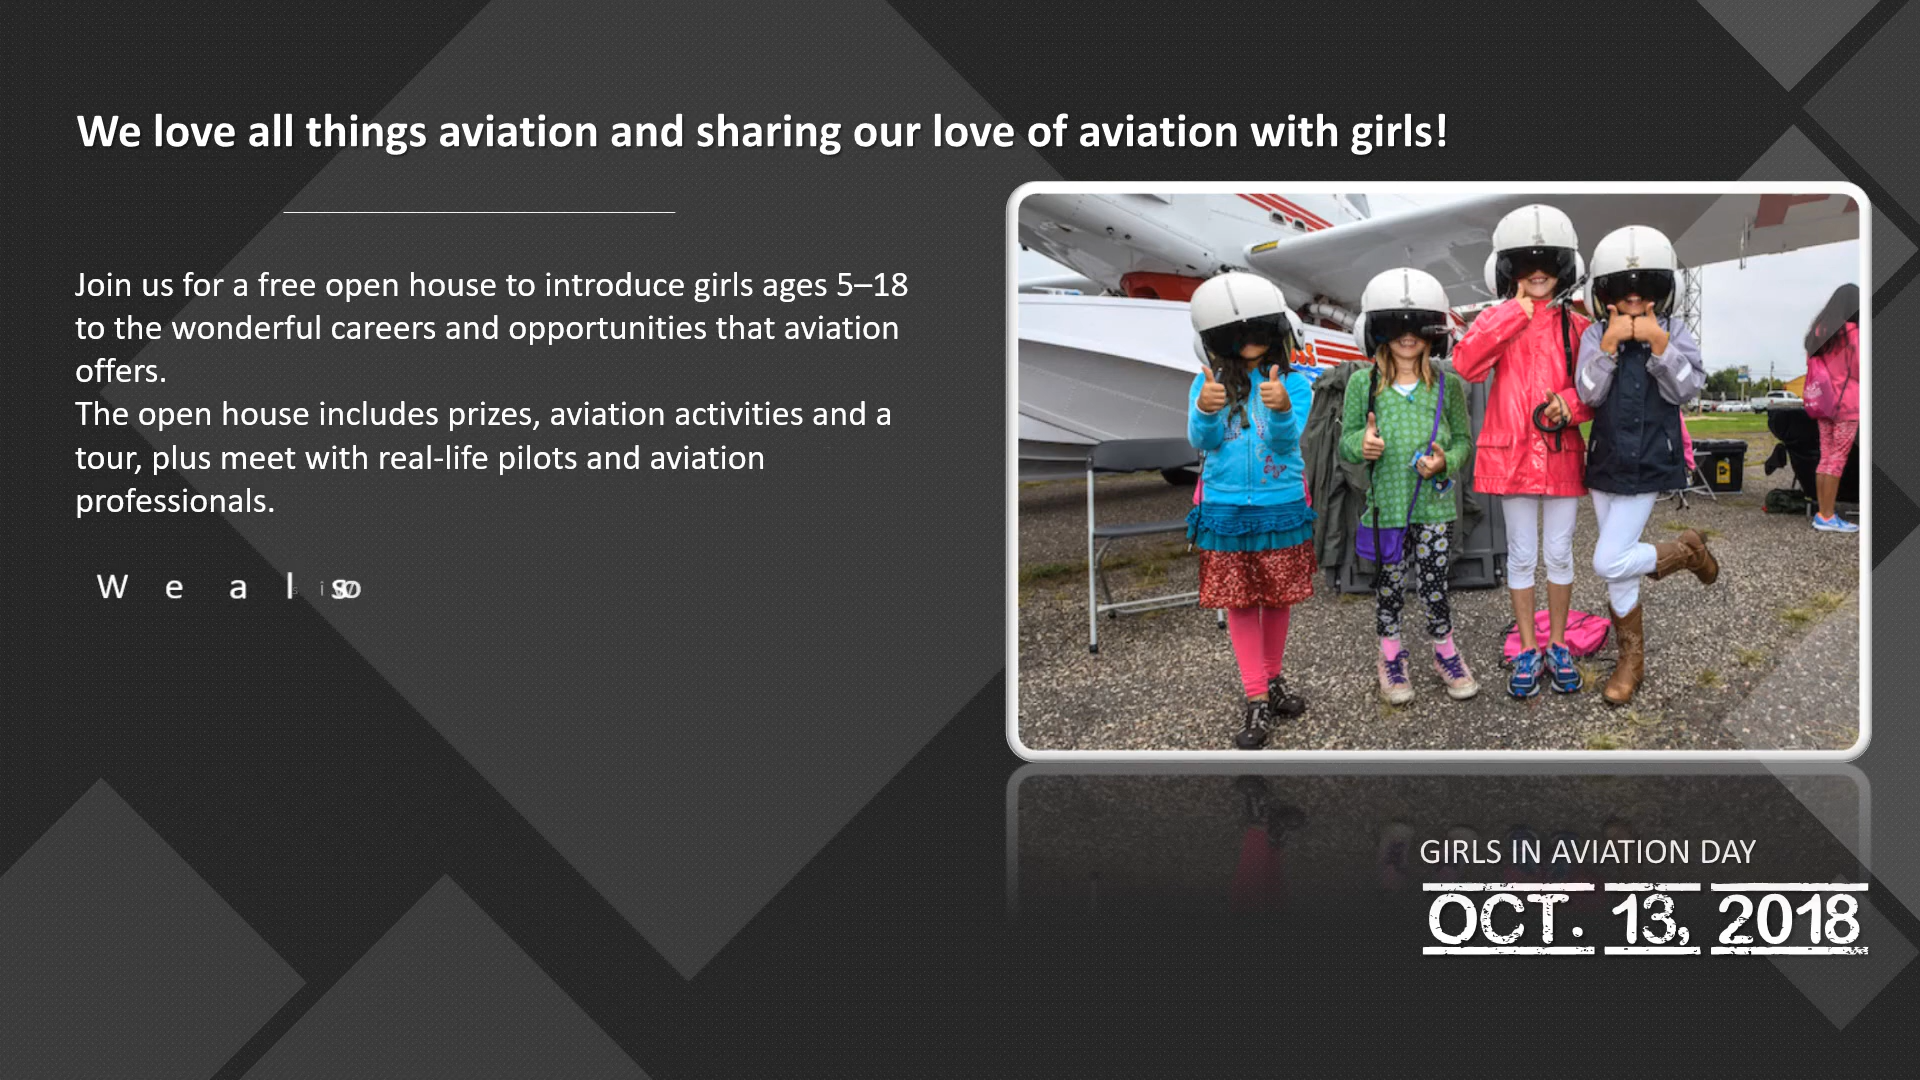 We love all things aviation and sharing our love of aviation with girls!
Join us for a free open house to introduce girls ages 5–18
to the wonderful careers and opportunities that aviation
offers.
The open house includes prizes, aviation activities and a
tour, plus meet with real-life pilots and aviation
professionals.
We also
GIRLS IN AVIATION DAY
OCT. 13, 2018